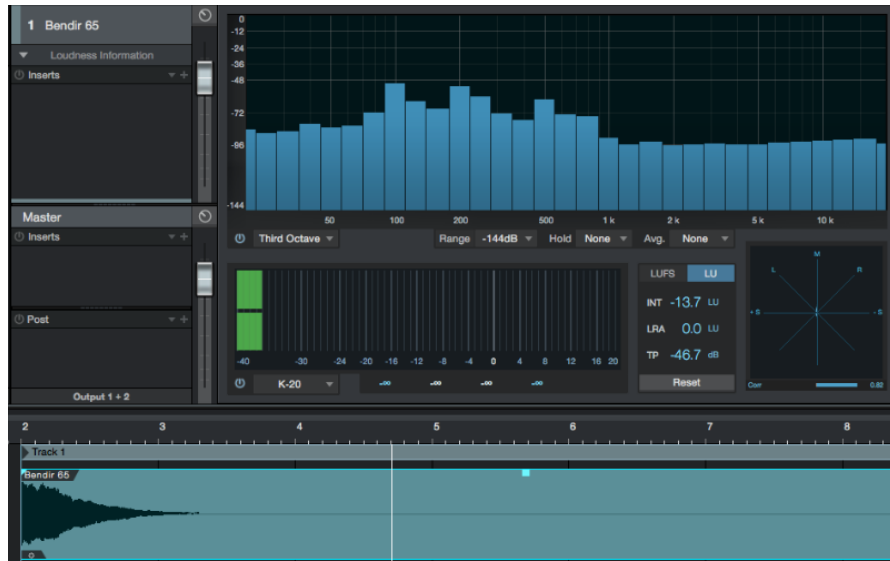 1 Bendir 65
Loudness Information
Inserts
Master
Inserts
Post
Output 1 + 2
0
-12
-24
-36
-48
-72
-96
-144
50 100 200 500 1 k 2 k 5 k 10 k
Third Octave Range -144dB Hold None Avg. None
-40 -30 -24 -20 -16 -12 -8 -4 0 4 8 12 16 20
K-20 -∞ -∞ -∞ -∞
LUFS LU
INT -13.7 LU
LRA 0.0 LU
TP -46.7 dB
Reset
M
L R
+ S - S
Corr 0.82
2 3 4 5 6 7 8
Track 1
Bendir 65